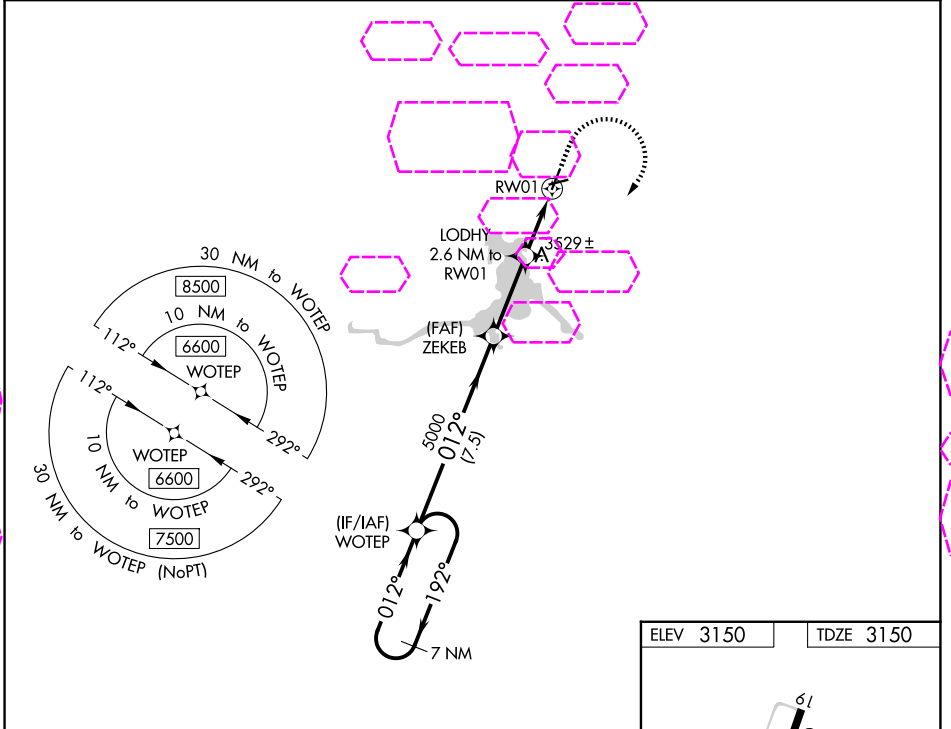 RW01
LODHY
2.6 NM to
RW01
3529 ±
(FAF)
ZEKEB
5000
012°
(7.5)
(IF/IAF)
WOTEP
012°
192°
7 NM
30 NM to WOTEP
8500
10 NM to WOTEP
6600
WOTEP
112°
292°
112°
292°
WOTEP
6600
10 NM to WOTEP
7500
30 NM to WOTEP (NoPT)
ELEV 3150
TDZE 3150
19